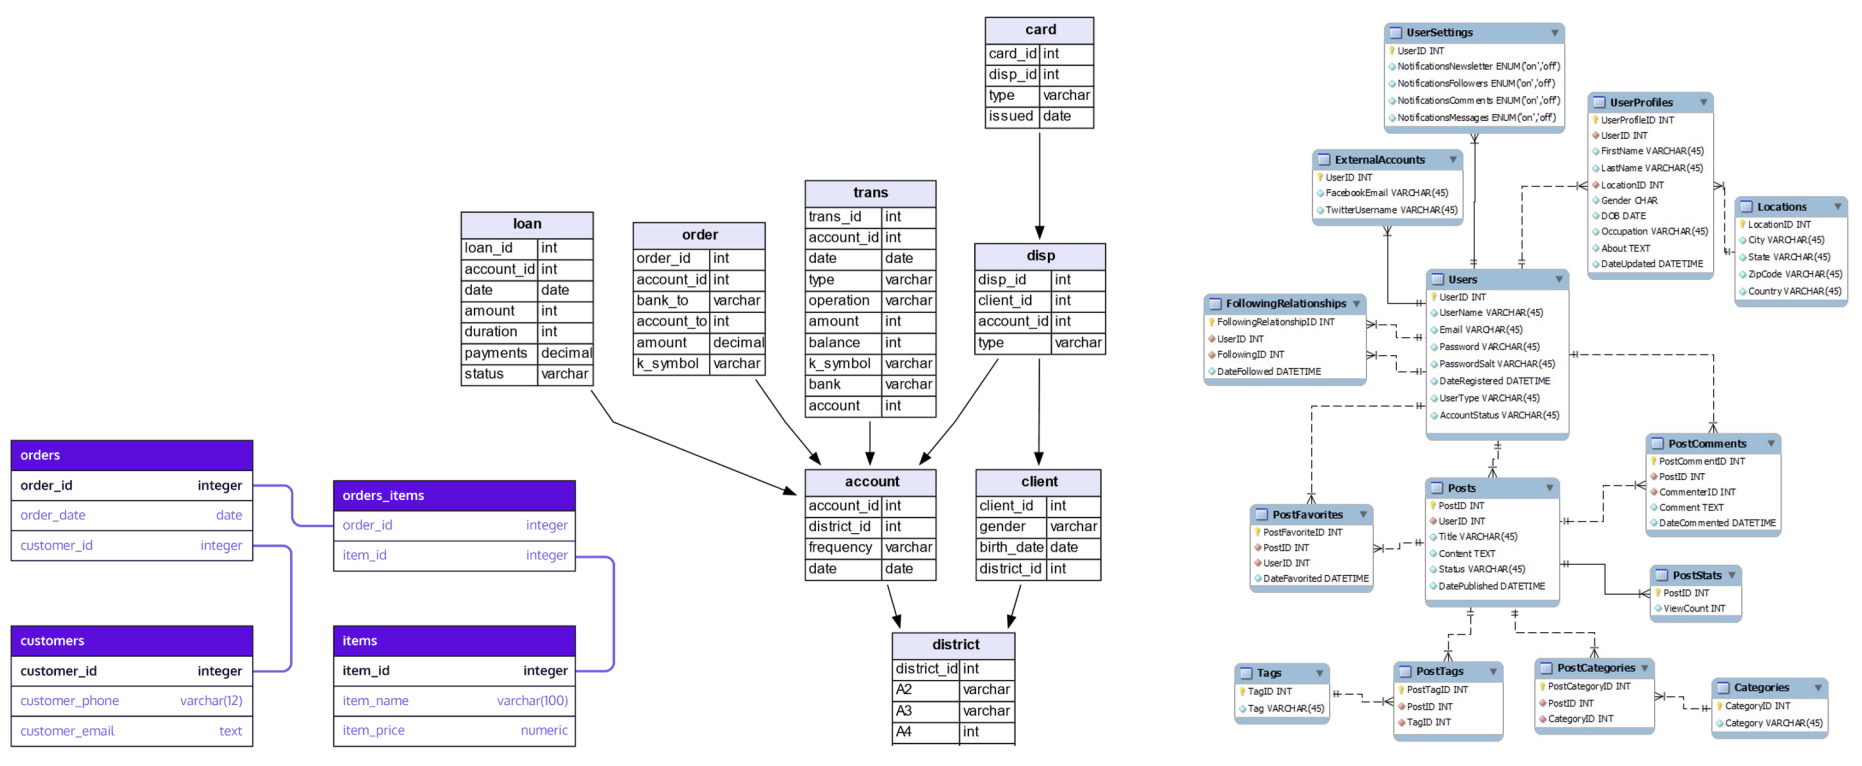 orders
order_id integer
order_date date
customer_id integer
customers
customer_id integer
customer_phone varchar(12)
customer_email text
orders_items
order_id integer
item_id integer
items
item_id integer
item_name varchar(100)
item_price numeric
loan
loan_id int
account_id int
date date
amount int
duration int
payments decimal
status varchar
order
order_id int
account_id int
bank_to varchar
account_to int
amount decimal
k_symbol varchar
trans
trans_id int
account_id int
date date
type varchar
operation varchar
amount int
balance int
k_symbol varchar
bank varchar
account int
card
card_id int
disp_id int
type varchar
issued date
disp
disp_id int
client_id int
account_id int
type varchar
account
account_id int
district_id int
frequency varchar
date date
client
client_id int
gender varchar
birth_date date
district_id int
district
district_id int
A2 varchar
A3 varchar
A4 int
UserSettings
UserID INT
NotificationsNewsletter ENUM('on','off')
NotificationsFollowers ENUM('on','off')
NotificationsComments ENUM('on','off')
NotificationsMessages ENUM('on','off')
ExternalAccounts
UserID INT
FacebookEmail VARCHAR(45)
TwitterUsername VARCHAR(45)
UserProfiles
UserProfileID INT
UserID INT
FirstName VARCHAR(45)
LastName VARCHAR(45)
LocationID INT
Gender CHAR
DOB DATE
Occupation VARCHAR(45)
About TEXT
DateUpdated DATETIME
Locations
LocationID INT
City VARCHAR(45)
State VARCHAR(45)
ZipCode VARCHAR(45)
Country VARCHAR(45)
FollowingRelationships
FollowingRelationshipID INT
UserID INT
FollowingID INT
DateFollowed DATETIME
Users
UserID INT
UserName VARCHAR(45)
Email VARCHAR(45)
Password VARCHAR(45)
PasswordSalt VARCHAR(45)
DateRegistered DATETIME
UserType VARCHAR(45)
AccountStatus VARCHAR(45)
PostComments
PostCommentID INT
PostID INT
CommenterID INT
Comment TEXT
DateCommented DATETIME
PostFavorites
PostFavoriteID INT
PostID INT
UserID INT
DateFavorited DATETIME
Posts
PostID INT
UserID INT
Title VARCHAR(45)
Content TEXT
Status VARCHAR(45)
DatePublished DATETIME
PostStats
PostID INT
ViewCount INT
Tags
TagID INT
Tag VARCHAR(45)
PostTags
PostTagID INT
PostID INT
TagID INT
PostCategories
PostCategoryID INT
PostID INT
CategoryID INT
Categories
CategoryID INT
Category VARCHAR(45)